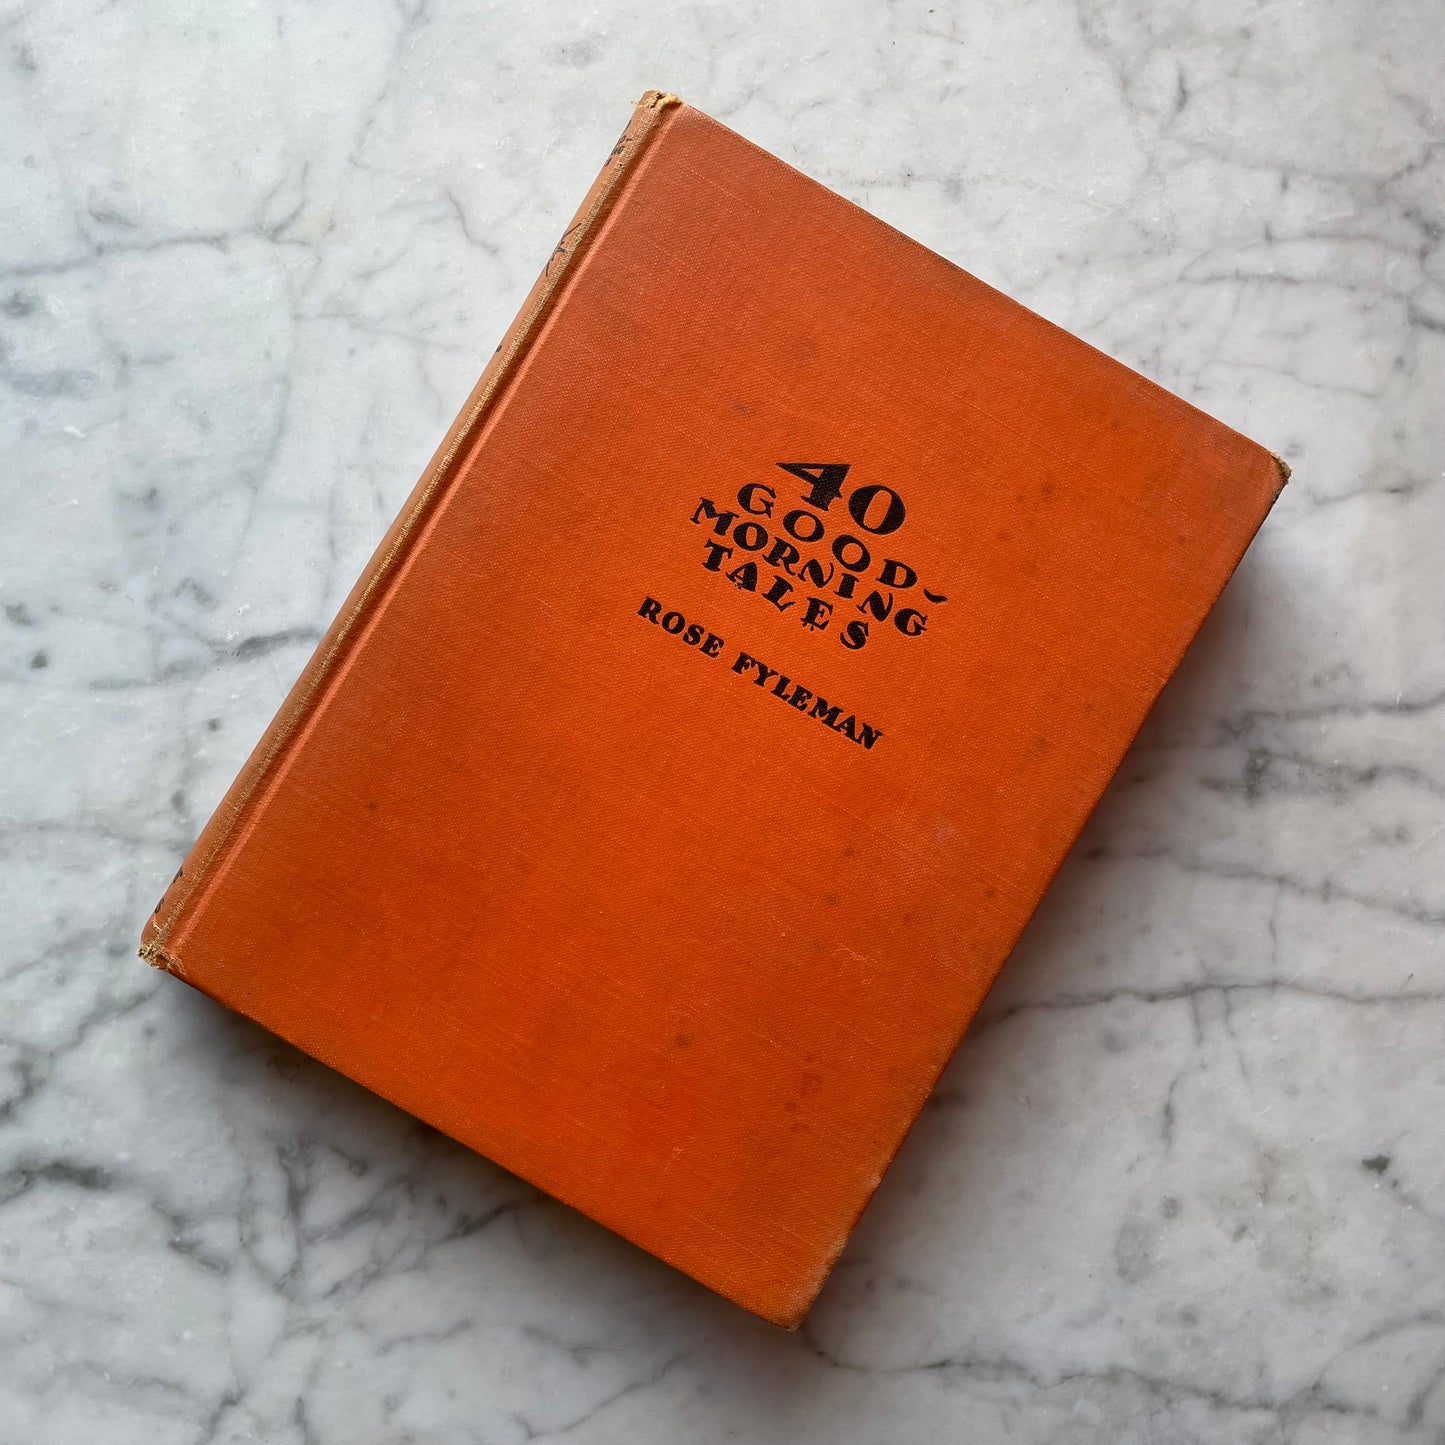 40
GOOD-
MORNING
TALES
ROSE FYLEMAN